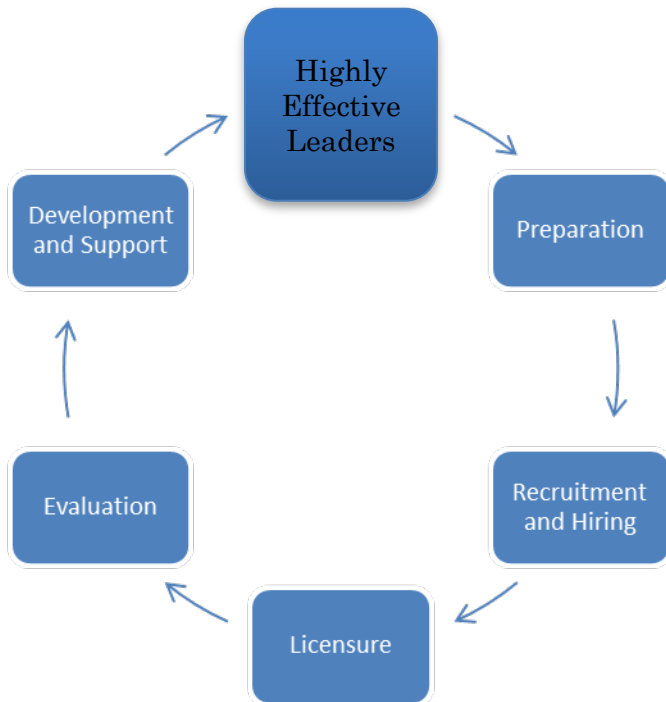 Highly
Effective
Leaders
Preparation
Recruitment
and Hiring
Licensure
Evaluation
Development
and Support